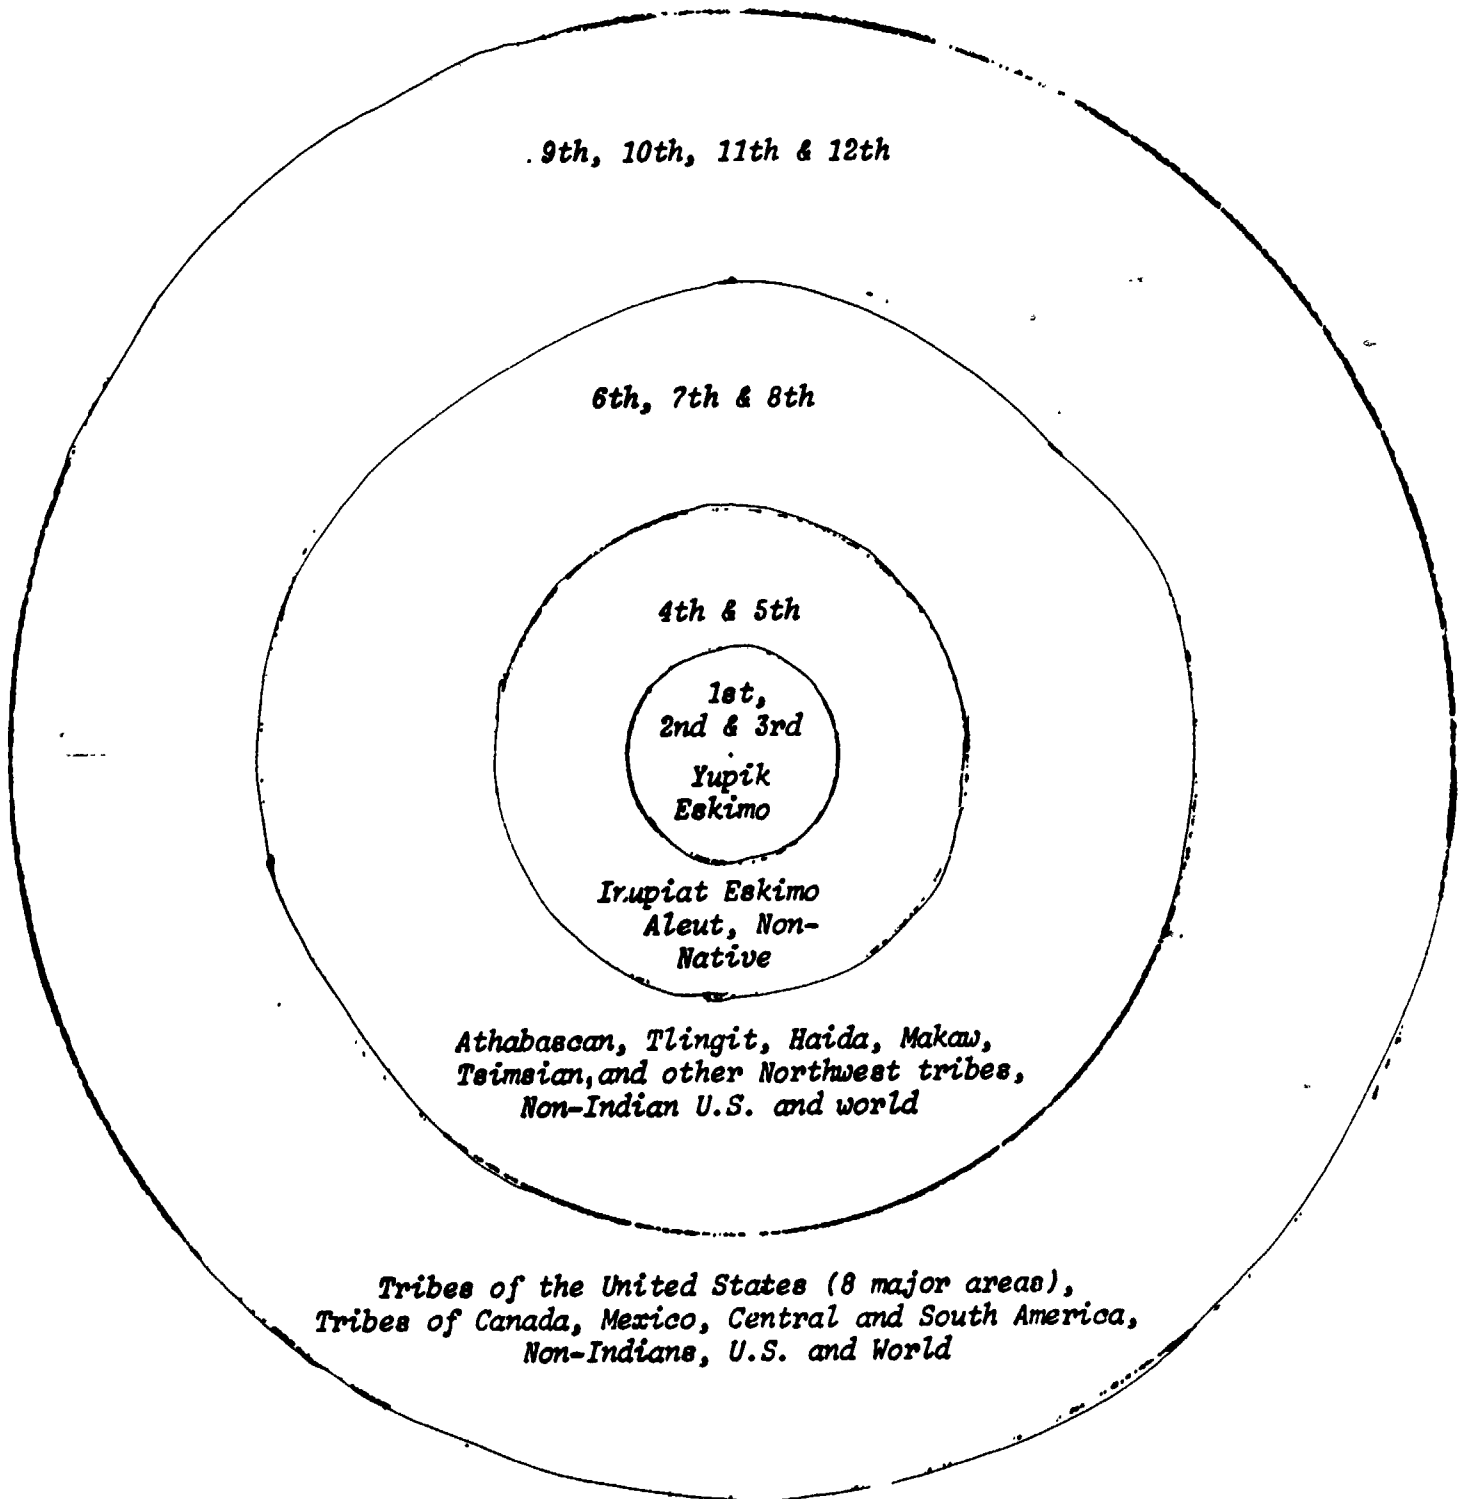 9th, 10th, 11th & 12th
6th, 7th & 8th
4th & 5th
1st,
2nd & 3rd
Yupik
Eskimo
Inupiat Eskimo
Aleut, Non-
Native
Athabascan, Tlingit, Haida, Makaw,
Tsimsian, and other Northwest tribes,
Non-Indian U.S. and world
Tribes of the United States (8 major areas),
Tribes of Canada, Mexico, Central and South America,
Non-Indians, U.S. and World